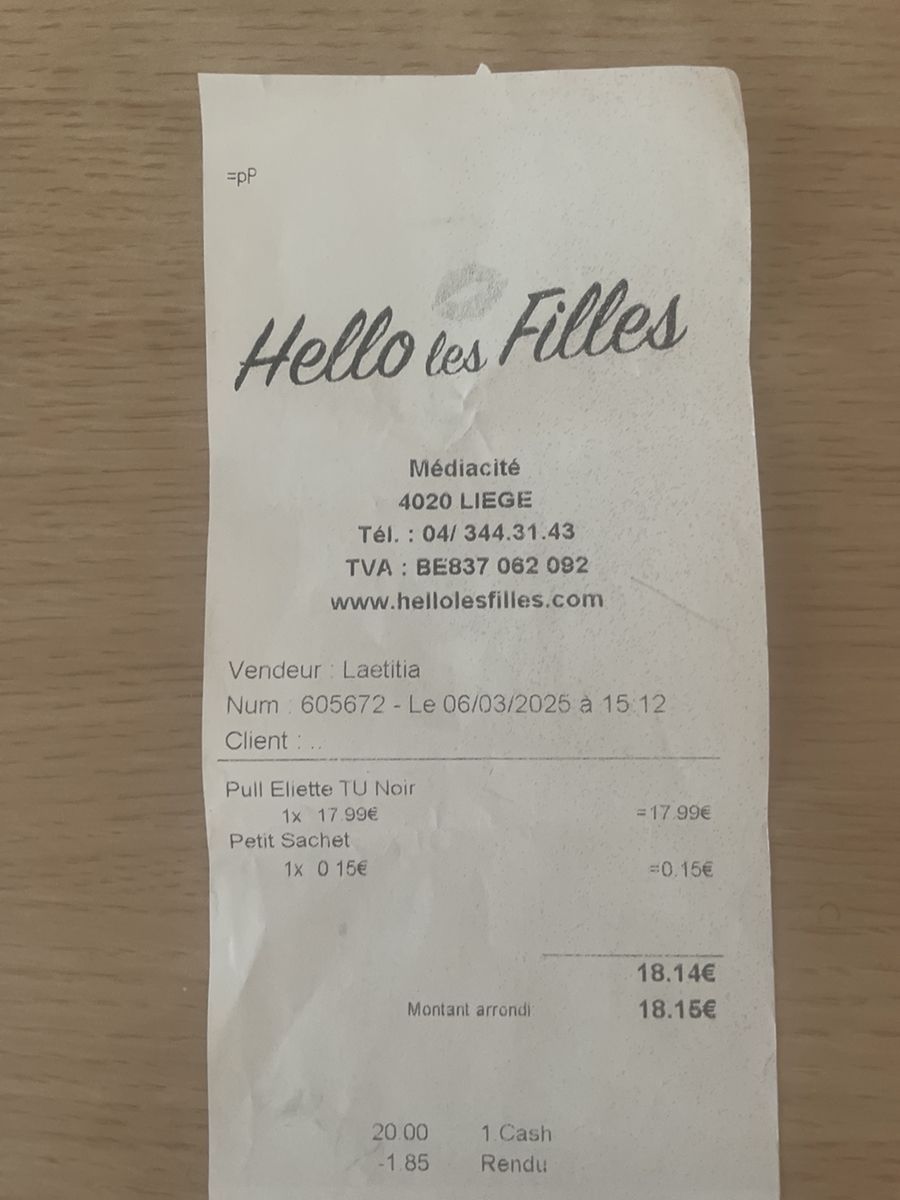 =pP
Hello les Filles
Médiacité
4020 LIEGE
Tél. : 04/ 344.31.43
TVA : BE837 062 092
www.hellolesfilles.com
Vendeur : Laetitia
Num : 605672 - Le 06/03/2025 à 15:12
Client : ..
Pull Eliette TU Noir
1x 17.99€ =17.99€
Petit Sachet
1x 0.15€ =0.15€
18.14€
Montant arrondi 18.15€
20.00 1.Cash
-1.85 Rendu